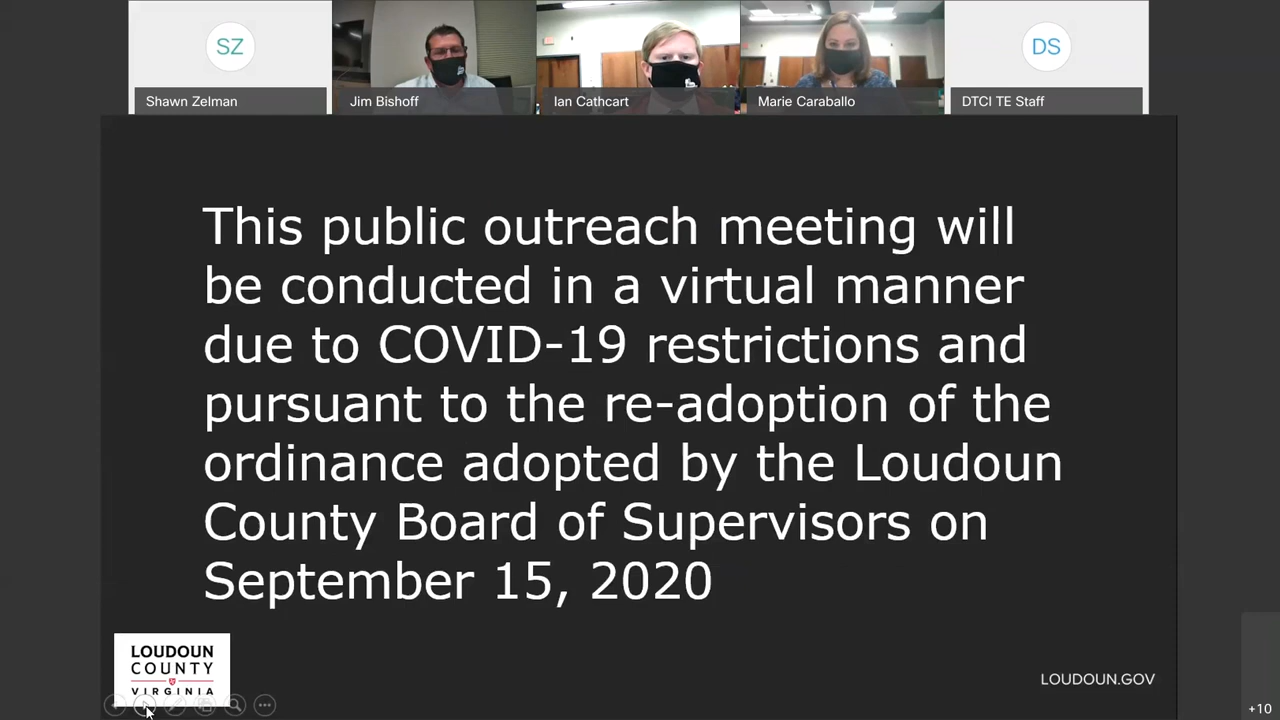 SZ
DS
Shawn Zelman
Jim Bishoff
Ian Cathcart
Marie Caraballo
DTCI TE Staff
This public outreach meeting will
be conducted in a virtual manner
due to COVID-19 restrictions and
pursuant to the re-adoption of the
ordinance adopted by the Loudoun
County Board of Supervisors on
September 15, 2020
LOUDOUN
COUNTY
VIRGINIA
LOUDOUN.GOV
+10